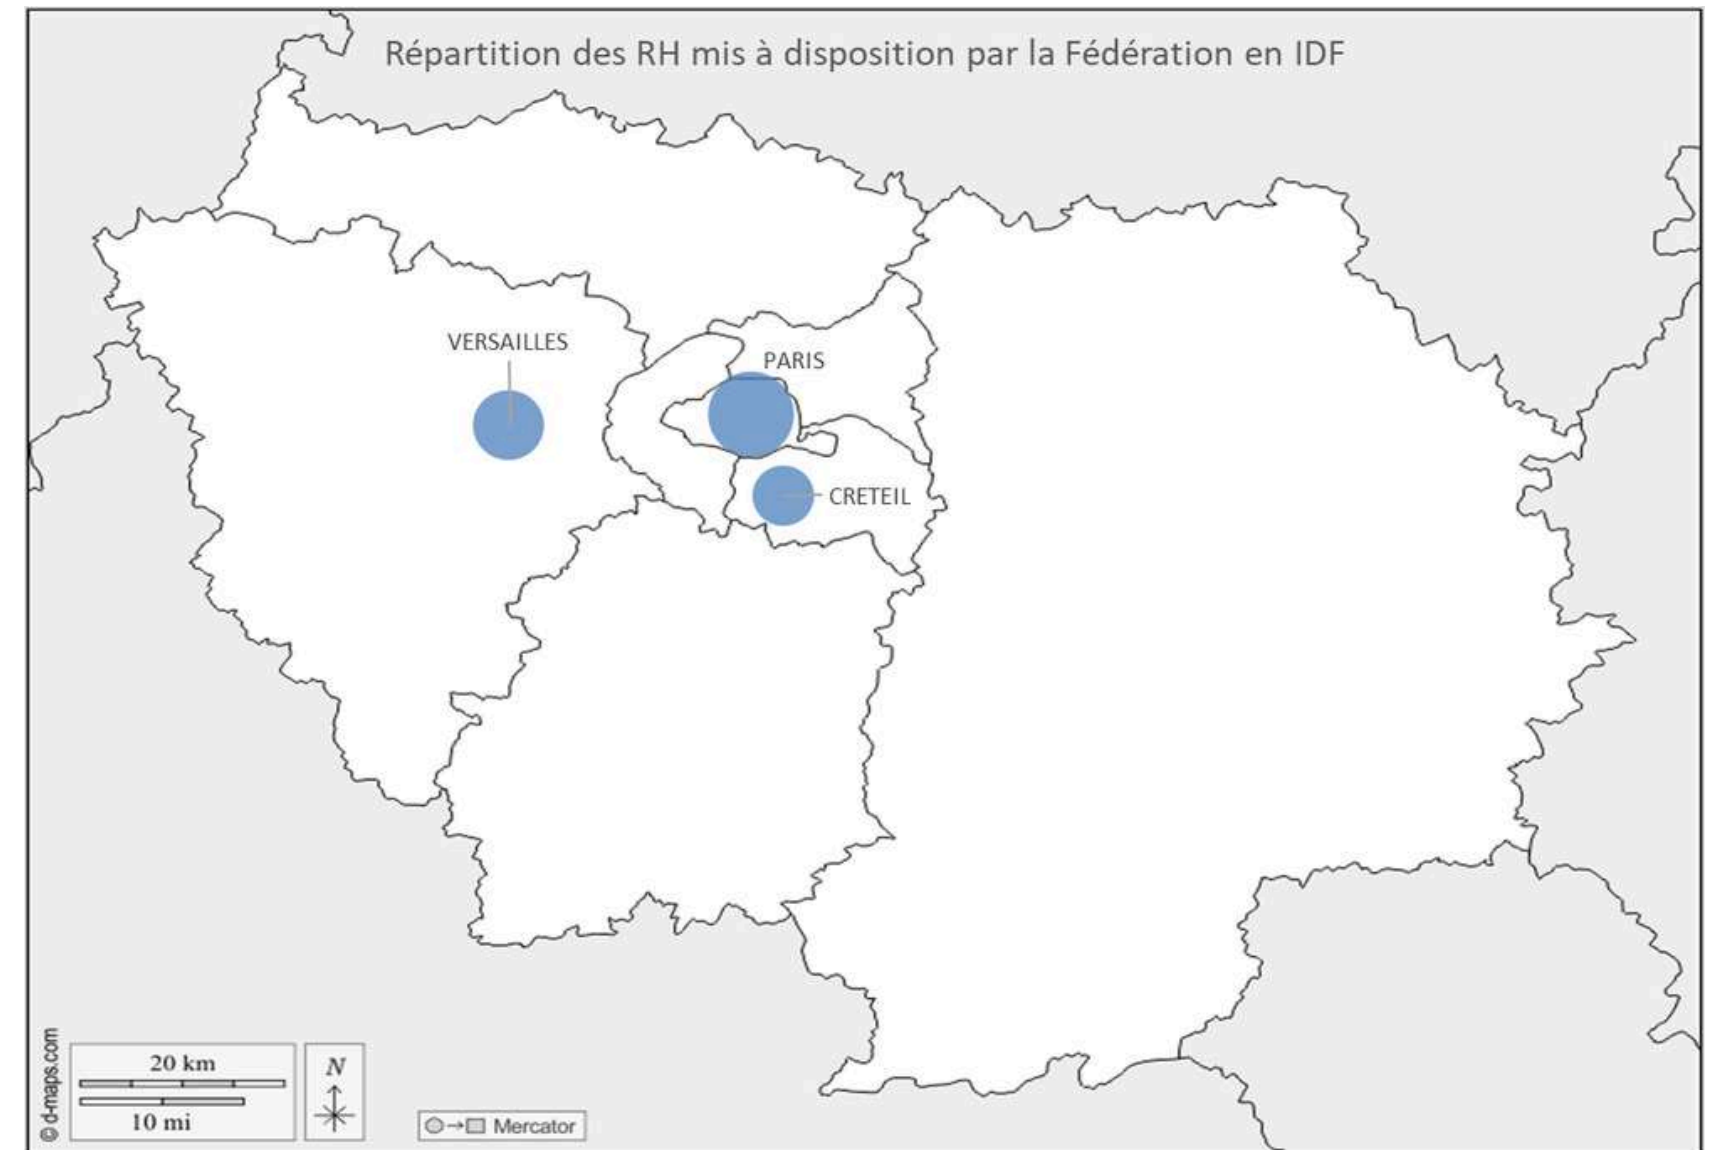 Répartition des RH mis à disposition par la Fédération en IDF
VERSAILLES
PARIS
CRETEIL
© d-maps.com
20 km
10 mi
N
Mercator